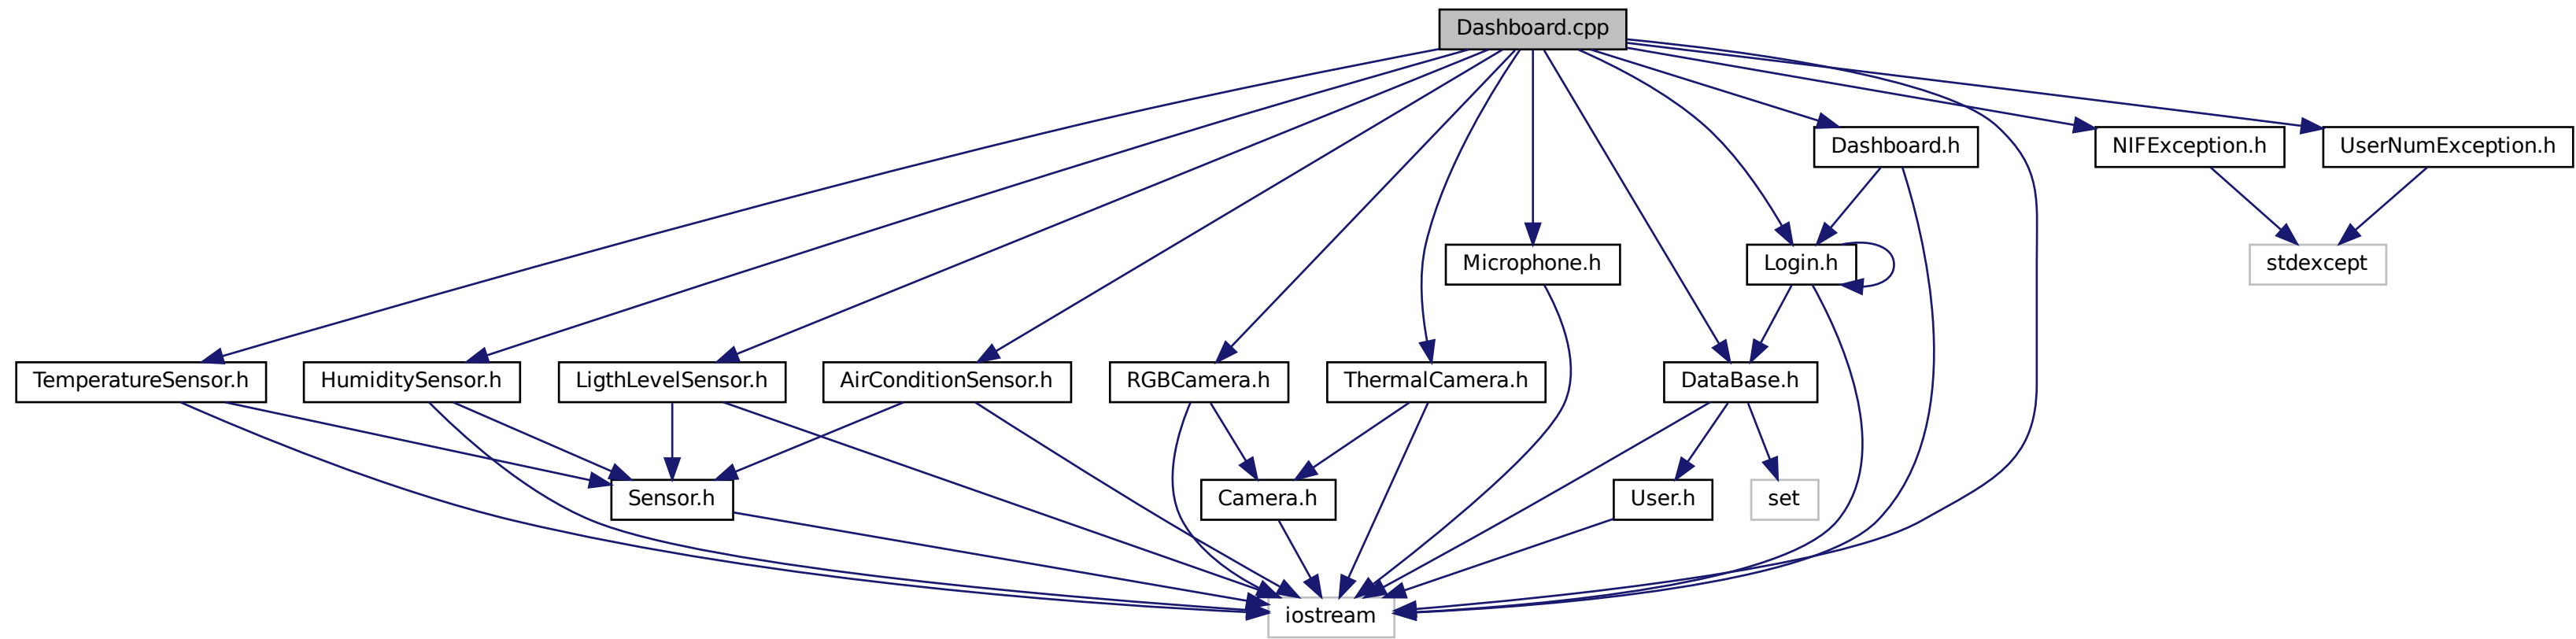 Dashboard.cpp
Dashboard.h
NIFException.h
UserNumException.h
Microphone.h
Login.h
stdexcept
TemperatureSensor.h
HumiditySensor.h
LigthLevelSensor.h
AirConditionSensor.h
RGBCamera.h
ThermalCamera.h
DataBase.h
Sensor.h
Camera.h
User.h
set
iostream